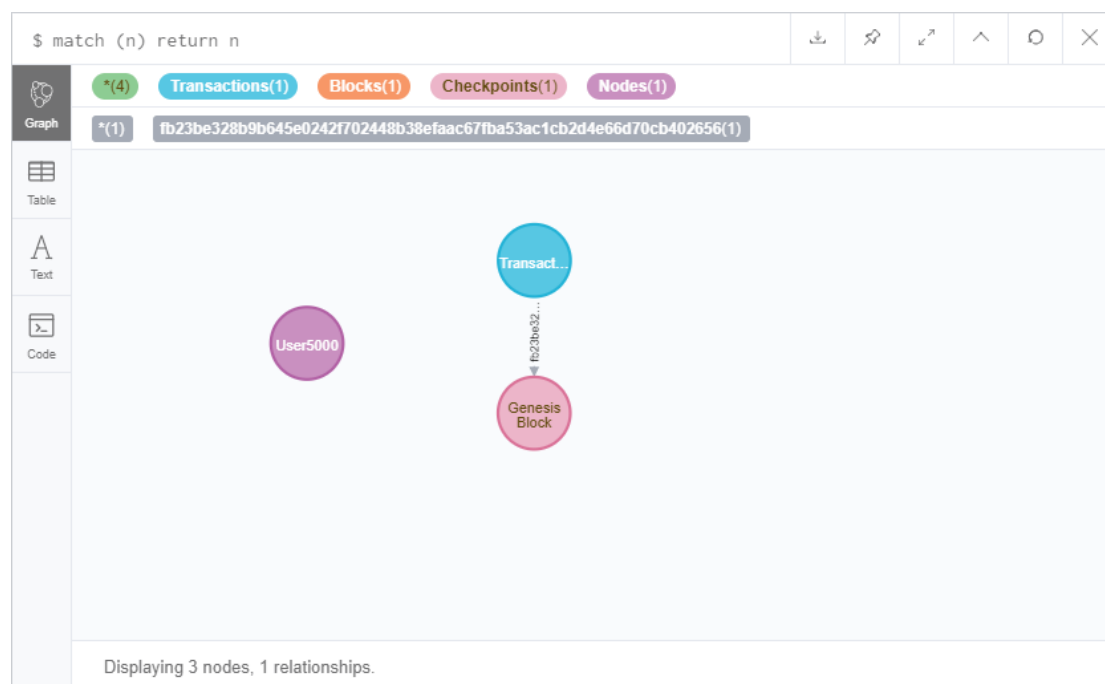 $ match (n) return n
*(4) Transactions(1) Blocks(1) Checkpoints(1) Nodes(1)
Graph
*(1) fb23be328b9b645e0242f702448b38efaac67fba53ac1cb2d4e66d70cb402656(1)
Table
Text
Code
Transact...
fb23be32...
User5000
Genesis
Block
Displaying 3 nodes, 1 relationships.